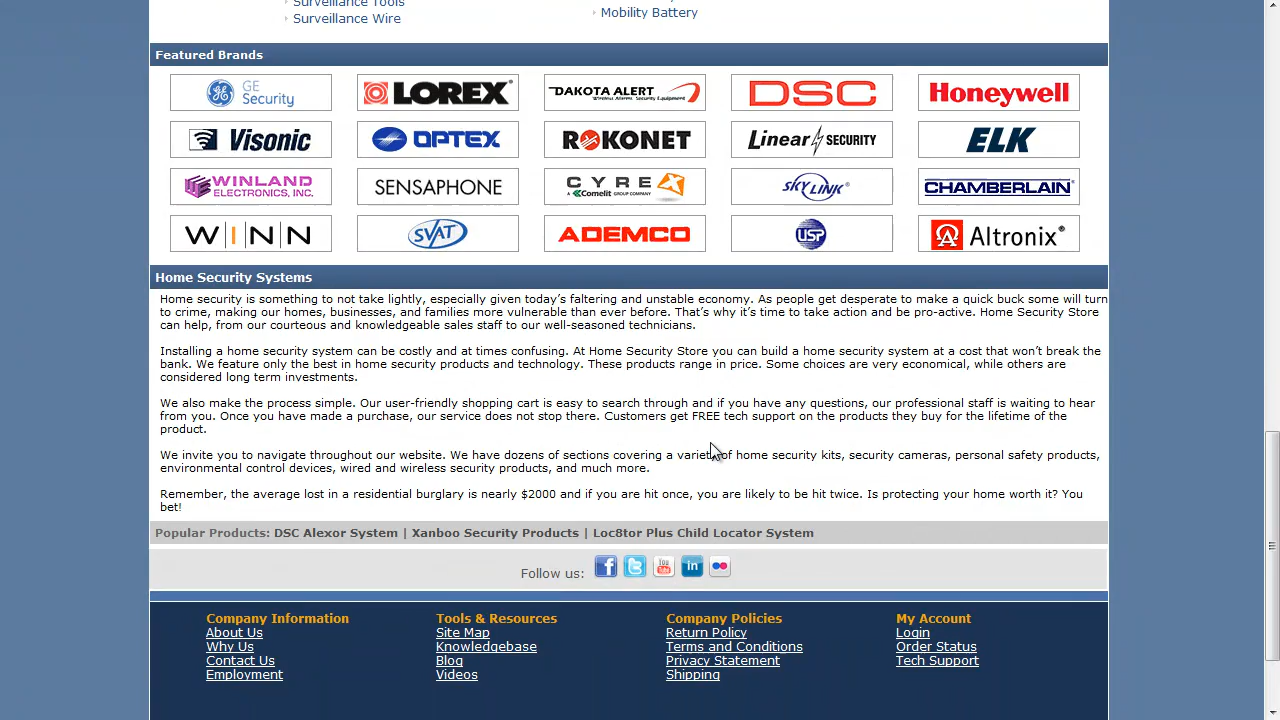 Surveillance Tools
Surveillance Wire
Mobility Battery
Featured Brands
GE Security
LOREX
DAKOTA ALERT
Wireless Alarms, Security Equipment
DSC
Honeywell
Visonic
OPTEX
ROKONET
Linear SECURITY
ELK
WINLAND ELECTRONICS, INC.
SENSAPHONE
CYREX
A Comelit GROUP COMPANY
SKYLINK
CHAMBERLAIN
W|I|N|N
SVAT
ADEMCO
USP
Altronix
Home Security Systems
Home security is something to not take lightly, especially given today’s faltering and unstable economy. As people get desperate to make a quick buck some will turn
to crime, making our homes, businesses, and families more vulnerable than ever before. That’s why it’s time to take action and be pro-active. Home Security Store
can help, from our courteous and knowledgeable sales staff to our well-seasoned technicians.
Installing a home security system can be costly and at times confusing. At Home Security Store you can build a home security system at a cost that won’t break the
bank. We feature only the best in home security products and technology. These products range in price. Some choices are very economical, while others are
considered long term investments.
We also make the process simple. Our user-friendly shopping cart is easy to search through and if you have any questions, our professional staff is waiting to hear
from you. Once you have made a purchase, our service does not stop there. Customers get FREE tech support on the products they buy for the lifetime of the
product.
We invite you to navigate throughout our website. We have dozens of sections covering a variety of home security kits, security cameras, personal safety products,
environmental control devices, wired and wireless security products, and much more.
Remember, the average lost in a residential burglary is nearly $2000 and if you are hit once, you are likely to be hit twice. Is protecting your home worth it? You
bet!
Popular Products: DSC Alexor System | Xanboo Security Products | Loc8tor Plus Child Locator System
Follow us:
Company Information
About Us
Why Us
Contact Us
Employment
Tools & Resources
Site Map
Knowledgebase
Blog
Videos
Company Policies
Return Policy
Terms and Conditions
Privacy Statement
Shipping
My Account
Login
Order Status
Tech Support